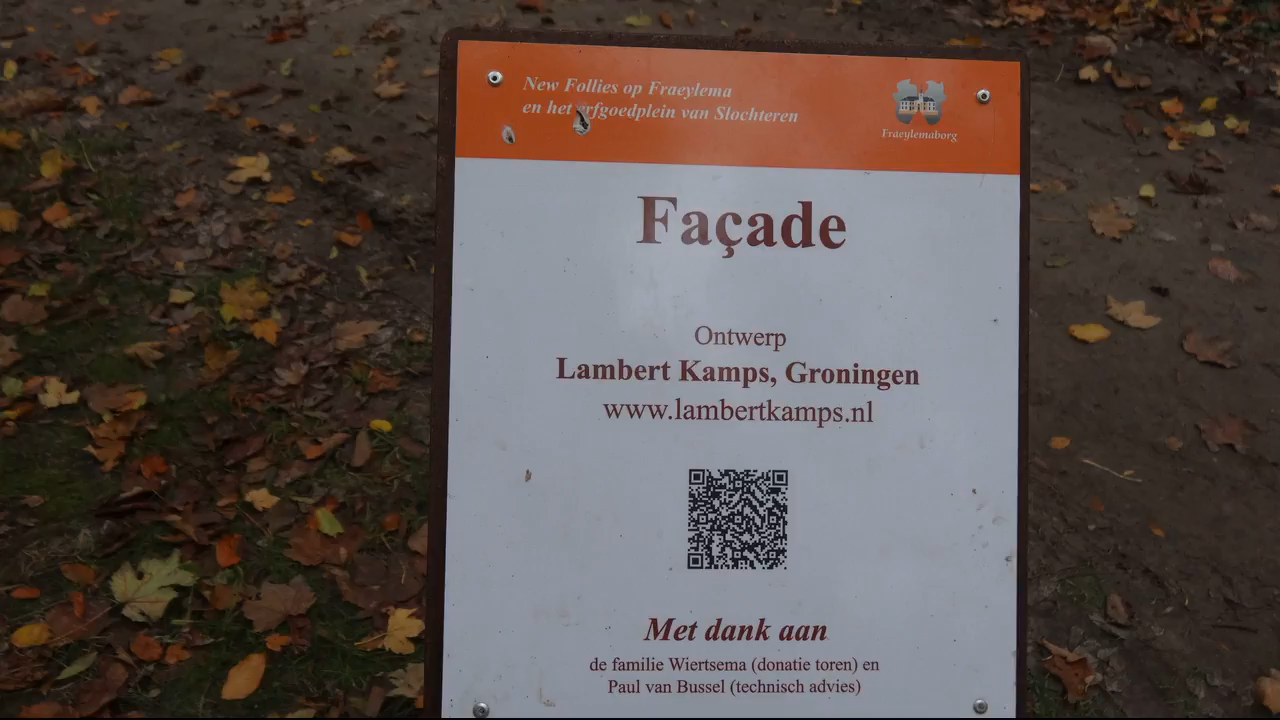 New Follies op Fraeylema
en het erfgoedplein van Slochteren
Fraeylemaborg
Façade
Ontwerp
Lambert Kamps, Groningen
www.lambertkamps.nl
Met dank aan
de familie Wiertsema (donatie toren) en
Paul van Bussel (technisch advies)